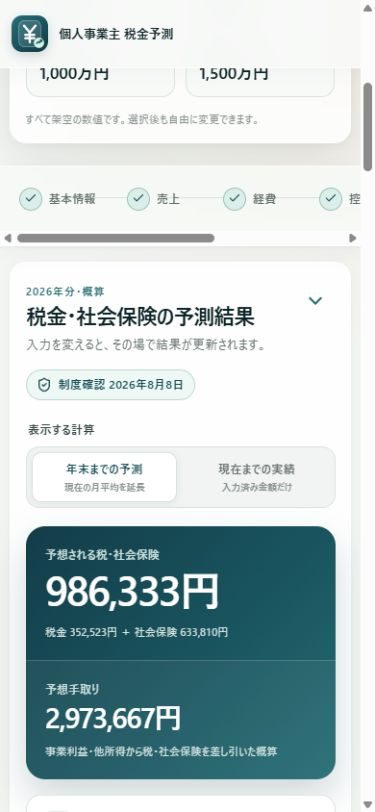 個人事業主 税金予測
1,000万円
1,500万円
すべて架空の数値です。選択後も自由に変更できます。
基本情報
売上
経費
控
2026年分・概算
税金・社会保険の予測結果
入力を変えると、その場で結果が更新されます。
制度確認 2026年8月8日
表示する計算
年末までの予測
現在の月平均を延長
現在までの実績
入力済み金額だけ
予想される税・社会保険
986,333円
税金 352,523円 + 社会保険 633,810円
予想手取り
2,973,667円
事業利益・他所得から税・社会保険を差し引いた概算